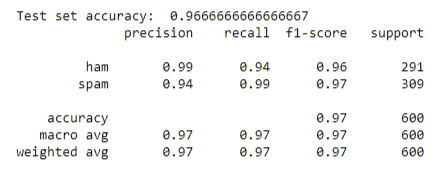 Test set accuracy: 0.9666666666666667
precision recall f1-score support
ham 0.99 0.94 0.96 291
spam 0.94 0.99 0.97 309
accuracy 0.97 600
macro avg 0.97 0.97 0.97 600
weighted avg 0.97 0.97 0.97 600